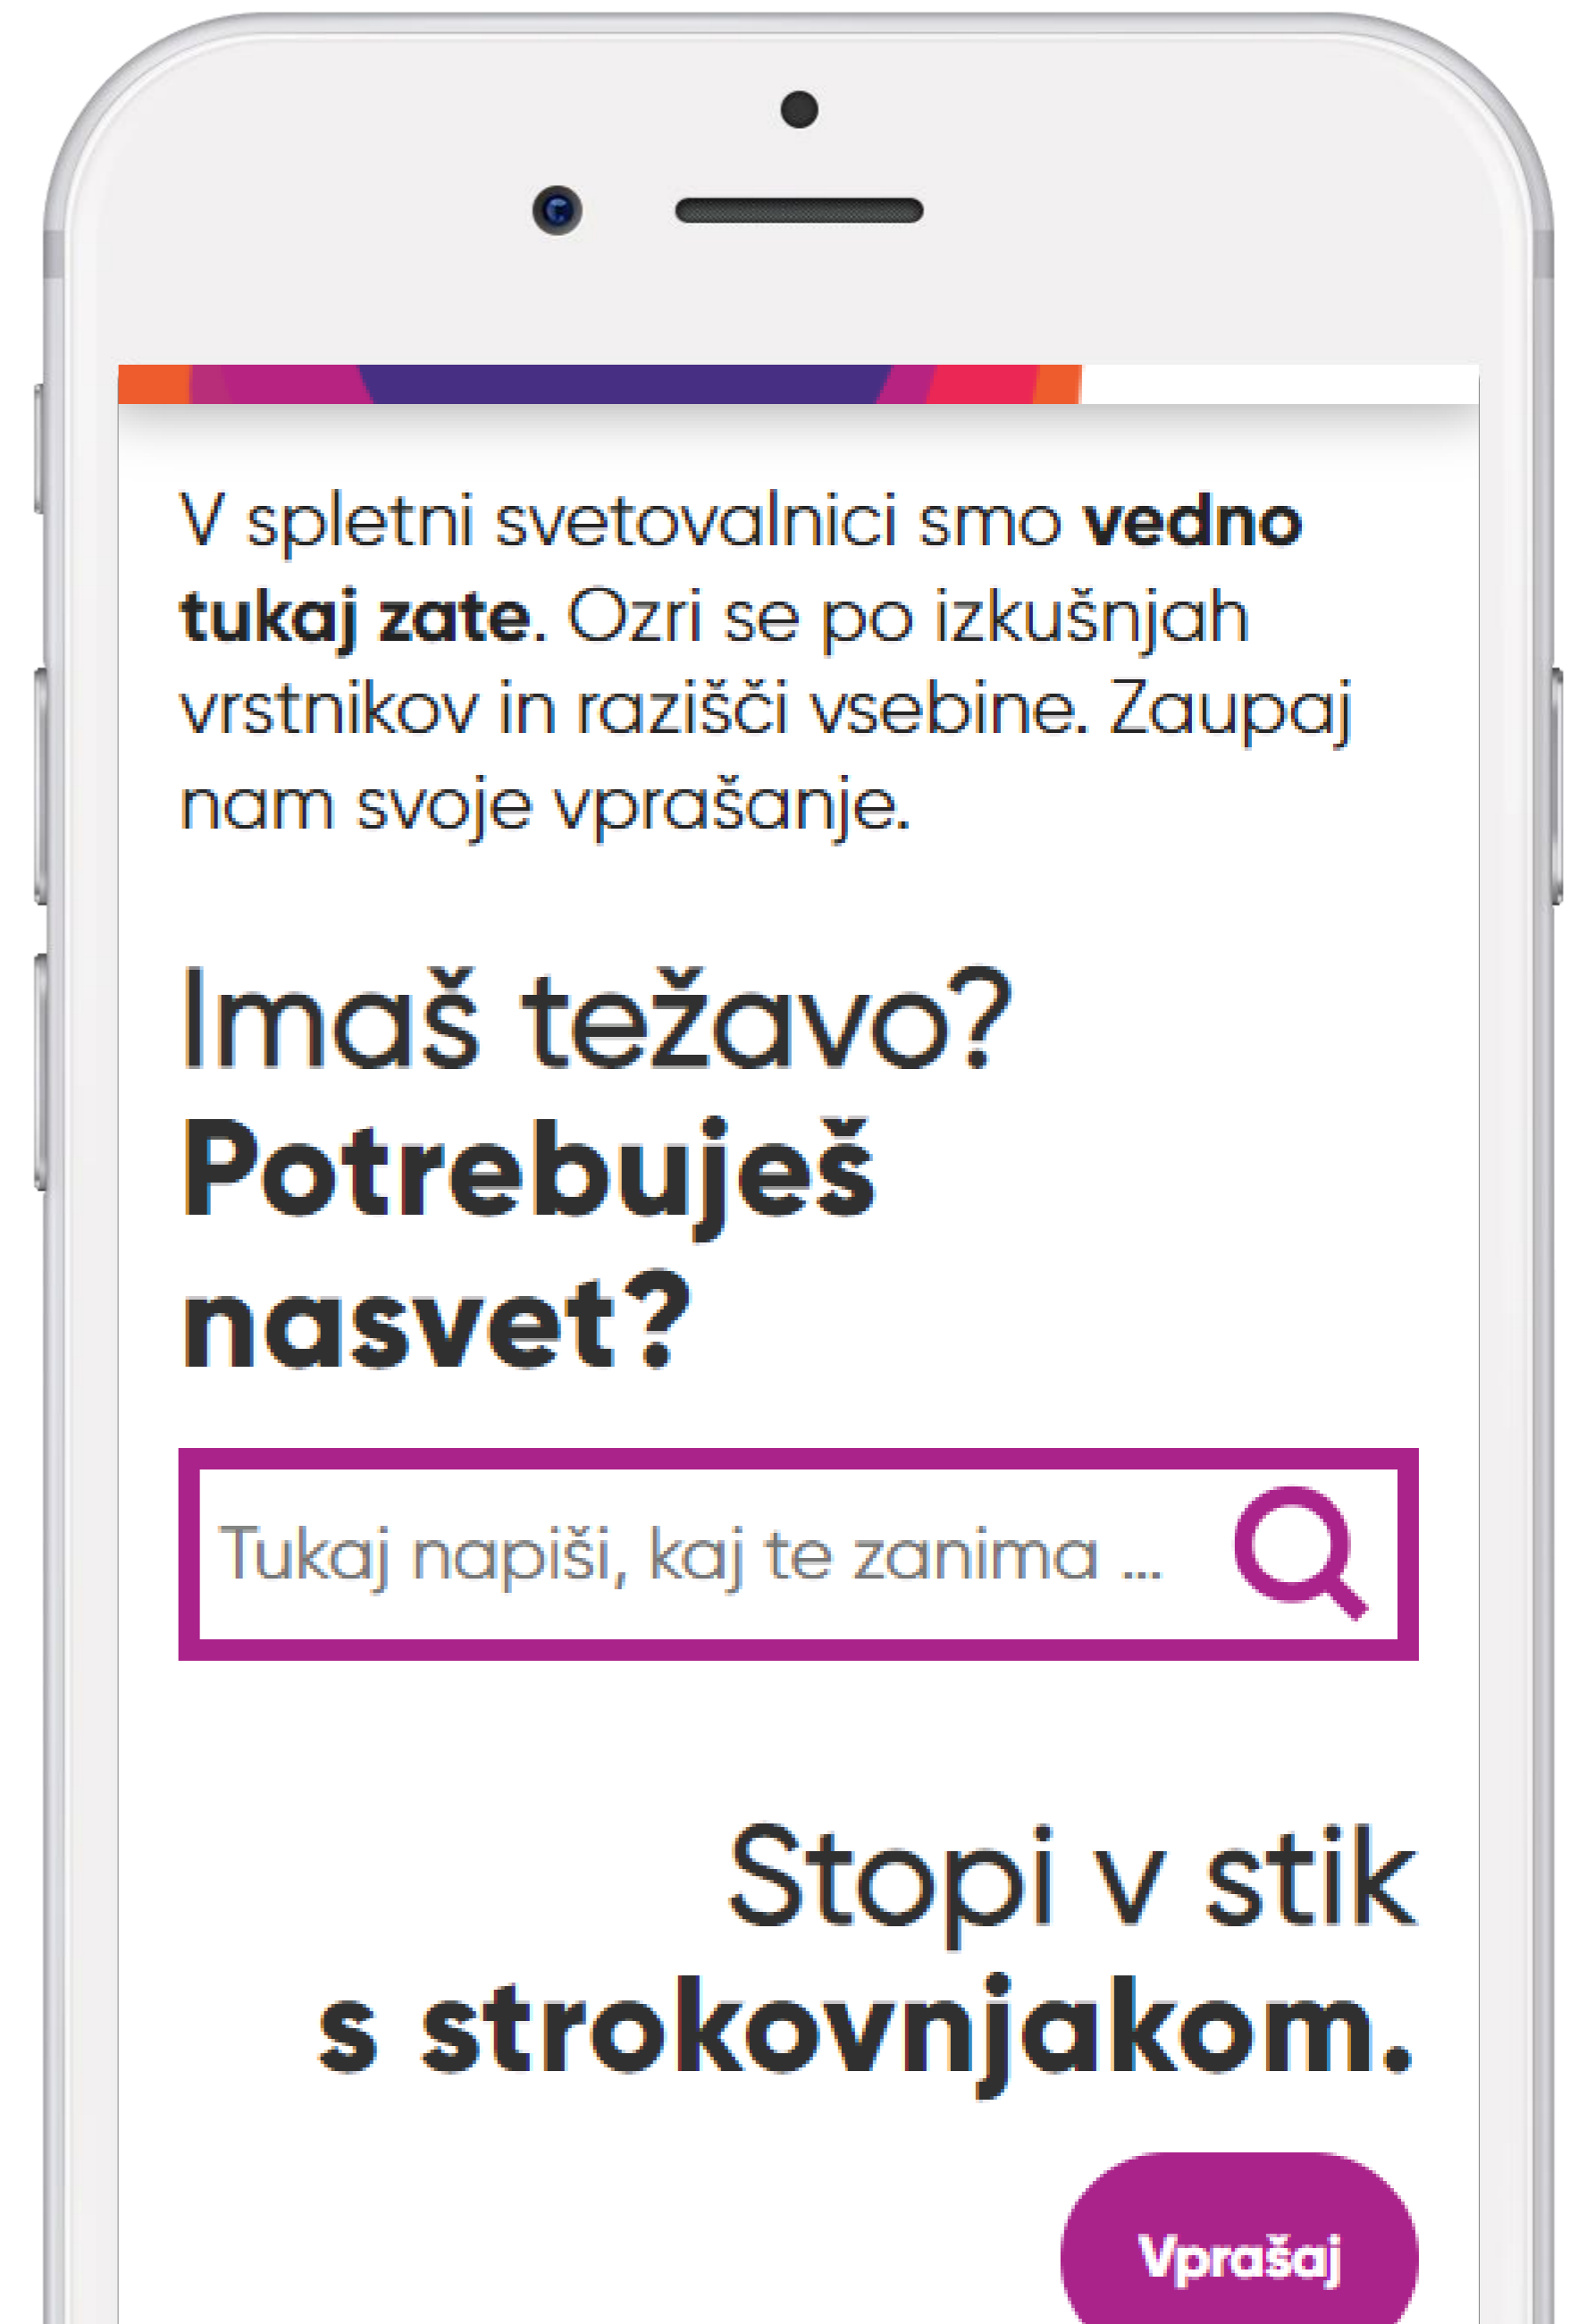 V spletni svetovalnici smo vedno
tukaj zate. Ozri se po izkušnjah
vrstnikov in razišči vsebine. Zaupaj
nam svoje vprašanje.
Imaš težavo?
Potrebuješ
nasvet?
Tukaj napiši, kaj te zanima ...
Stopi v stik
s strokovnjakom.
Vprašaj